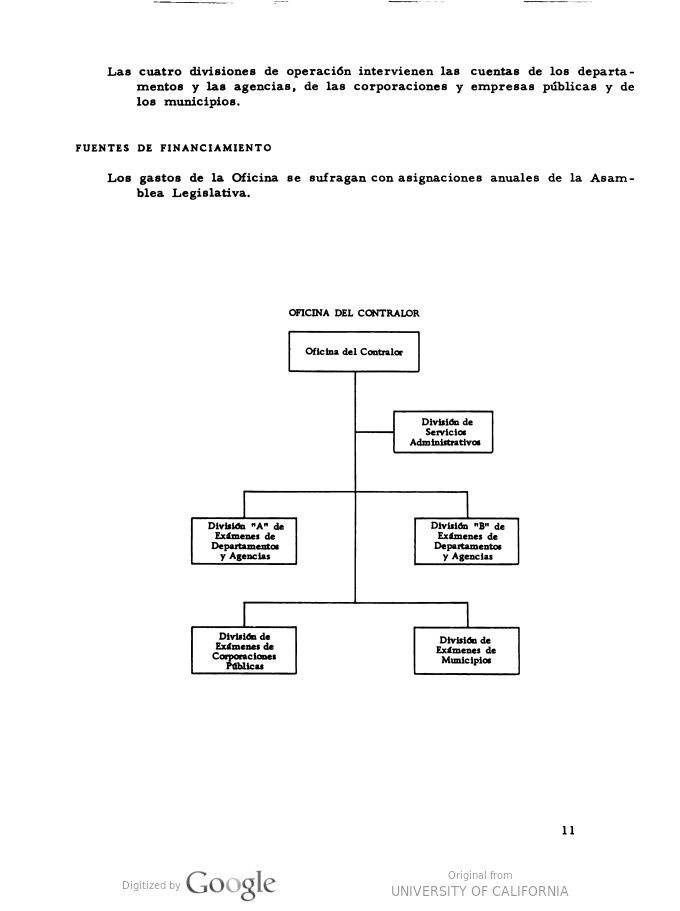 Las cuatro divisiones de operación intervienen las cuentas de los departa-
mentos y las agencias, de las corporaciones y empresas públicas y de
los municipios.
FUENTES DE FINANCIAMIENTO
Los gastos de la Oficina se sufragan con asignaciones anuales de la Asam-
blea Legislativa.
OFICINA DEL CONTRALOR
Oficina del Contralor
División de
Servicios
Administrativos
División "A" de
Exámenes de
Departamentos
y Agencias
División "B" de
Exámenes de
Departamentos
y Agencias
División de
Exámenes de
Corporaciones
Públicas
División de
Exámenes de
Municipios
11
Digitized by Google
Original from
UNIVERSITY OF CALIFORNIA